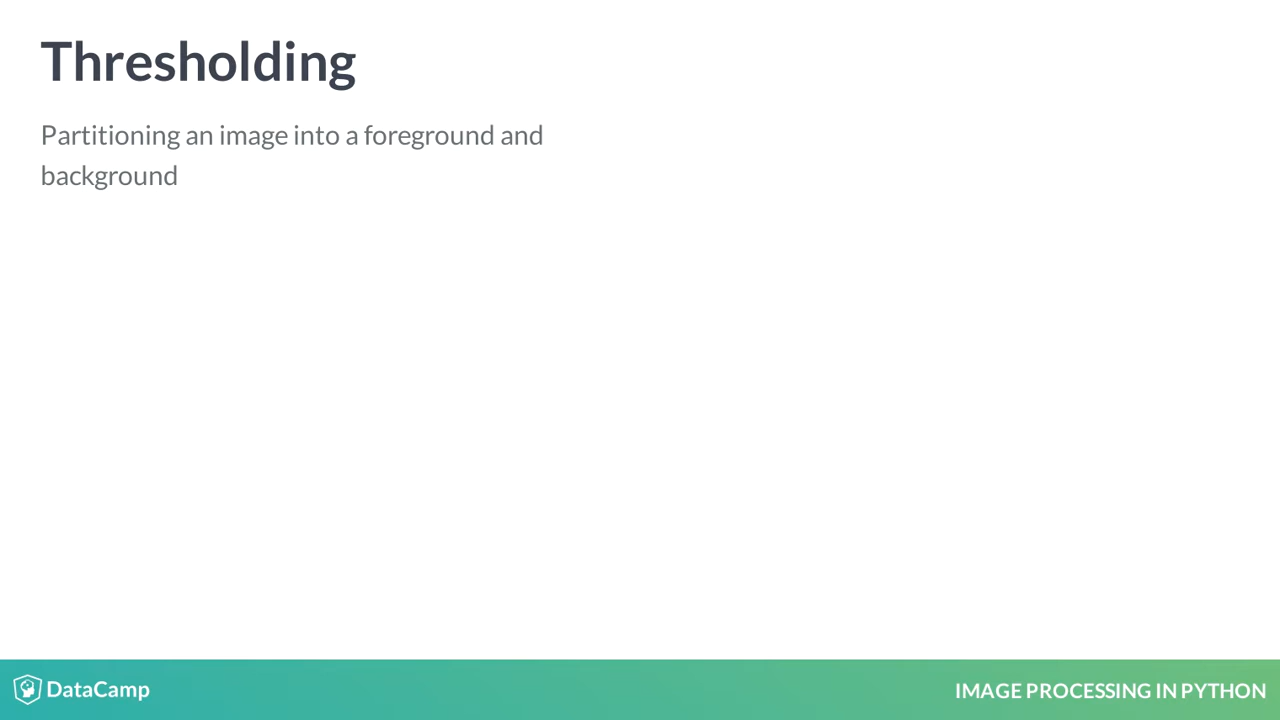 Thresholding
Partitioning an image into a foreground and
background
DataCamp
IMAGE PROCESSING IN PYTHON